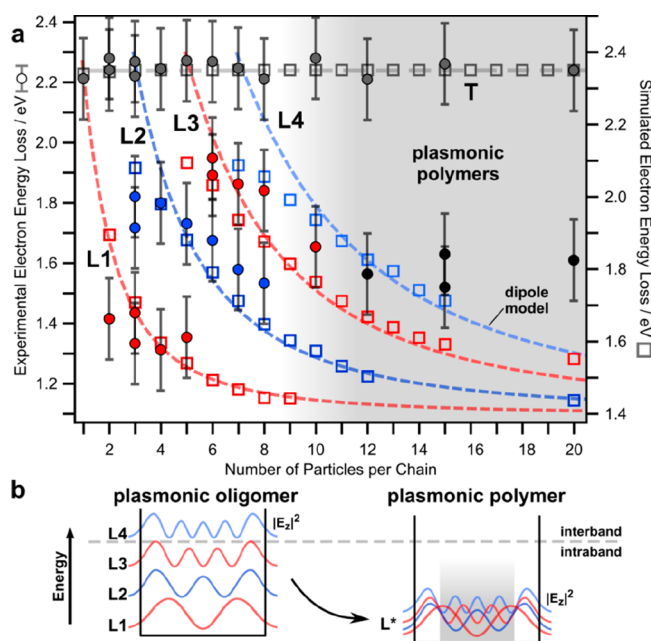 a
Experimental Electron Energy Loss / eV
2.4
2.2
2.0
1.8
1.6
1.4
1.2
L1
L2
L3
L4
T
plasmonic
polymers
dipole
model
2.4
2.2
2.0
1.8
1.6
1.4
Simulated Electron Energy Loss / eV
2 4 6 8 10 12 14 16 18 20
Number of Particles per Chain
b
plasmonic oligomer
plasmonic polymer
Energy
L4
L3
L2
L1
|Ez|²
interband
intraband
|Ez|²
L*